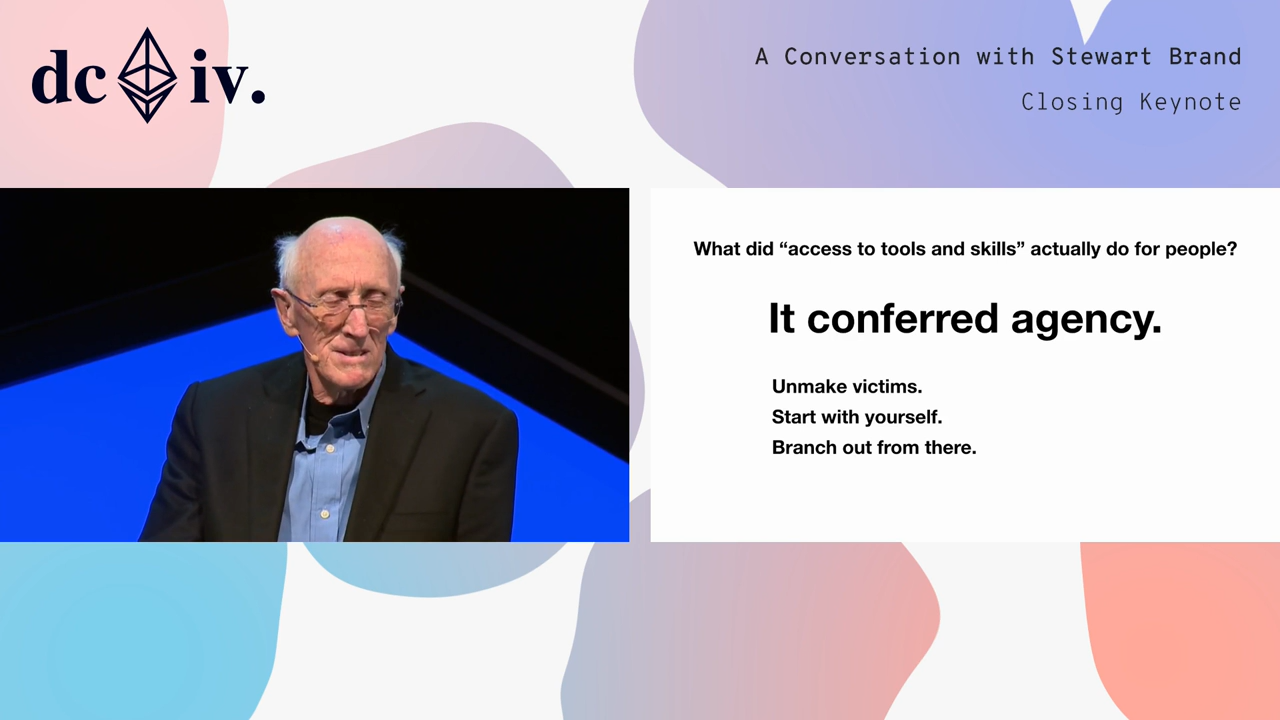 dc iv.
A Conversation with Stewart Brand
Closing Keynote
What did “access to tools and skills” actually do for people?
It conferred agency.
Unmake victims.
Start with yourself.
Branch out from there.